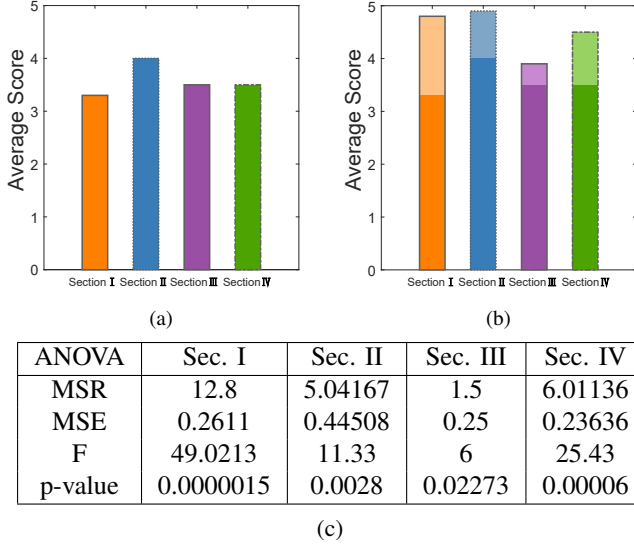 5
4
3
2
1
0
Average Score
Section I Section II Section III Section IV
(a)
5
4
3
2
1
0
Average Score
Section I Section II Section III Section IV
(b)
ANOVA Sec. I Sec. II Sec. III Sec. IV
MSR 12.8 5.04167 1.5 6.01136
MSE 0.2611 0.44508 0.25 0.23636
F 49.0213 11.33 6 25.43
p-value 0.0000015 0.0028 0.02273 0.00006
(c)